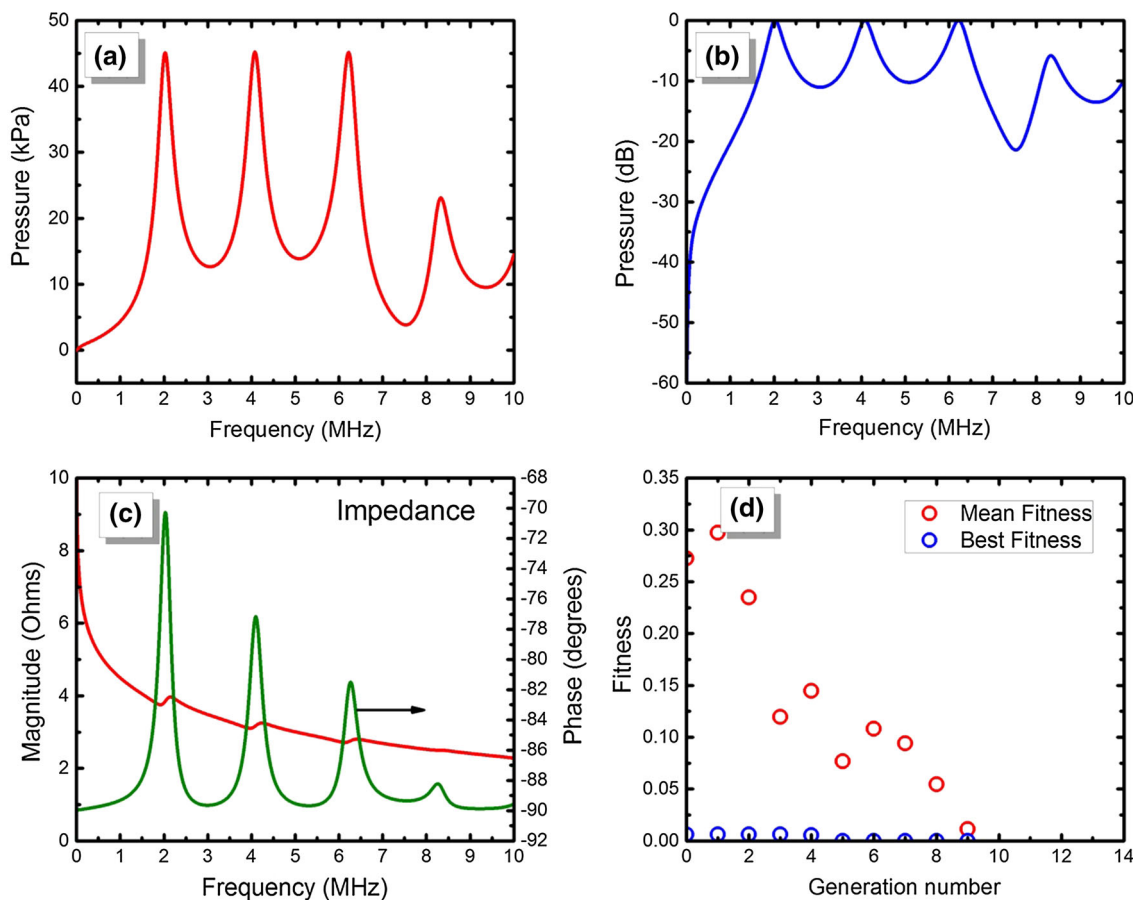 (a)
50
45
40
30
20
10
0
Pressure (kPa)
0 1 2 3 4 5 6 7 8 9 10
Frequency (MHz)
(b)
0
-10
-20
-30
-40
-50
-60
Pressure (dB)
0 1 2 3 4 5 6 7 8 9 10
Frequency (MHz)
(c)
Impedance
10
8
6
4
2
0
Magnitude (Ohms)
-68
-70
-72
-74
-76
-78
-80
-82
-84
-86
-88
-90
-92
Phase (degrees)
0 1 2 3 4 5 6 7 8 9 10
Frequency (MHz)
(d)
Mean Fitness
Best Fitness
0.35
0.30
0.25
0.20
0.15
0.10
0.05
0.00
Fitness
0 2 4 6 8 10 12 14
Generation number